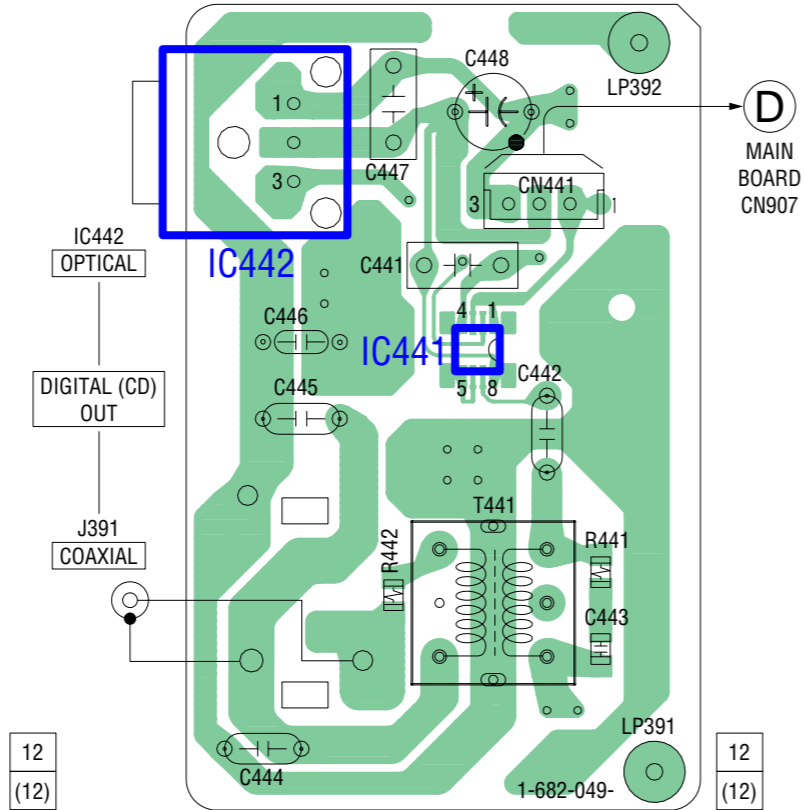 C448
LP392
D
MAIN
BOARD
CN907
1
3
C447
CN441
3
1
IC442
OPTICAL
IC442
C441
C446
4
1
IC441
DIGITAL (CD)
OUT
C445
5
8
C442
J391
COAXIAL
T441
R442
R441
C443
LP391
12
(12)
C444
1-682-049-
12
(12)